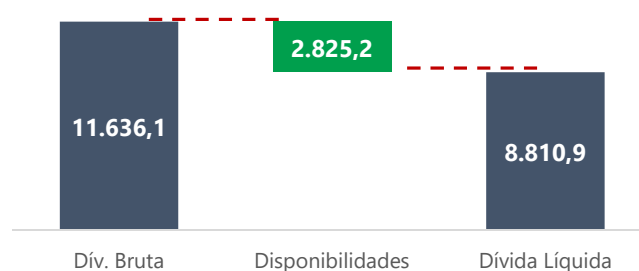 2.825,2
11.636,1
8.810,9
Dív. Bruta
Disponibilidades
Dívida Líquida